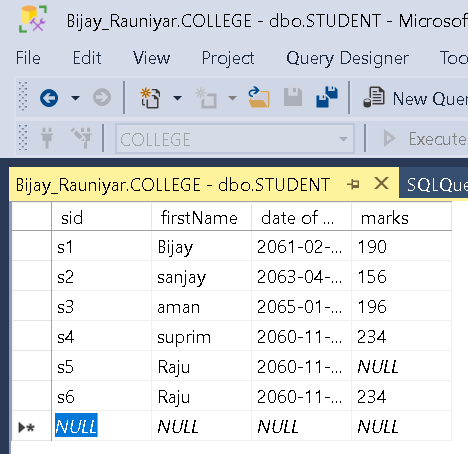 Bijay_Rauniyar.COLLEGE - dbo.STUDENT - Microsof
File Edit View Project Query Designer Too
New Quer
COLLEGE Execute
Bijay_Rauniyar.COLLEGE - dbo.STUDENT SQLQue
sid firstName date of ... marks
s1 Bijay 2061-02-... 190
s2 sanjay 2063-04-... 156
s3 aman 2065-01-... 196
s4 suprim 2060-11-... 234
s5 Raju 2060-11-... NULL
s6 Raju 2060-11-... 234
NULL NULL NULL NULL